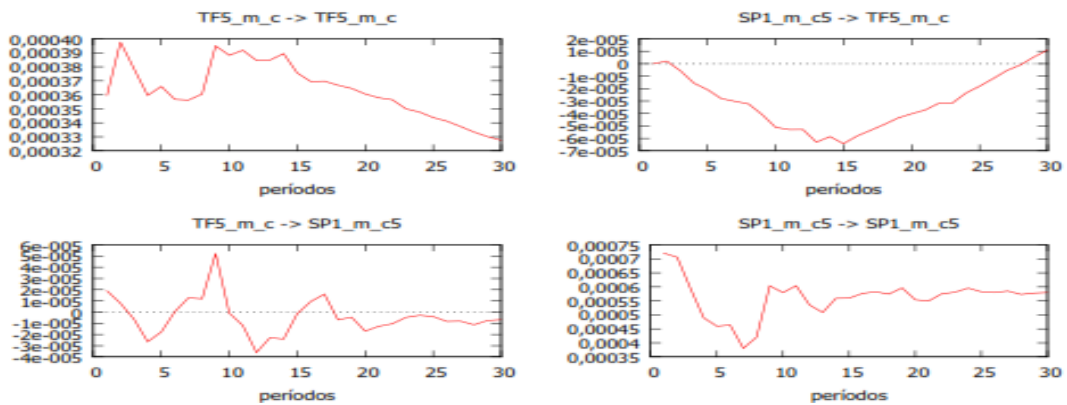 TF5_m_c -> TF5_m_c
0,00040
0,00039
0,00038
0,00037
0,00036
0,00035
0,00034
0,00033
0,00032
0 5 10 15 20 25 30
períodos
SP1_m_c5 -> TF5_m_c
2e-005
1e-005
0
-1e-005
-2e-005
-3e-005
-4e-005
-5e-005
-6e-005
-7e-005
0 5 10 15 20 25 30
períodos
TF5_m_c -> SP1_m_c5
6e-005
5e-005
4e-005
3e-005
2e-005
1e-005
0
-1e-005
-2e-005
-3e-005
-4e-005
0 5 10 15 20 25 30
períodos
SP1_m_c5 -> SP1_m_c5
0,00075
0,00070
0,00065
0,00060
0,00055
0,00050
0,00045
0,00040
0,00035
0 5 10 15 20 25 30
períodos